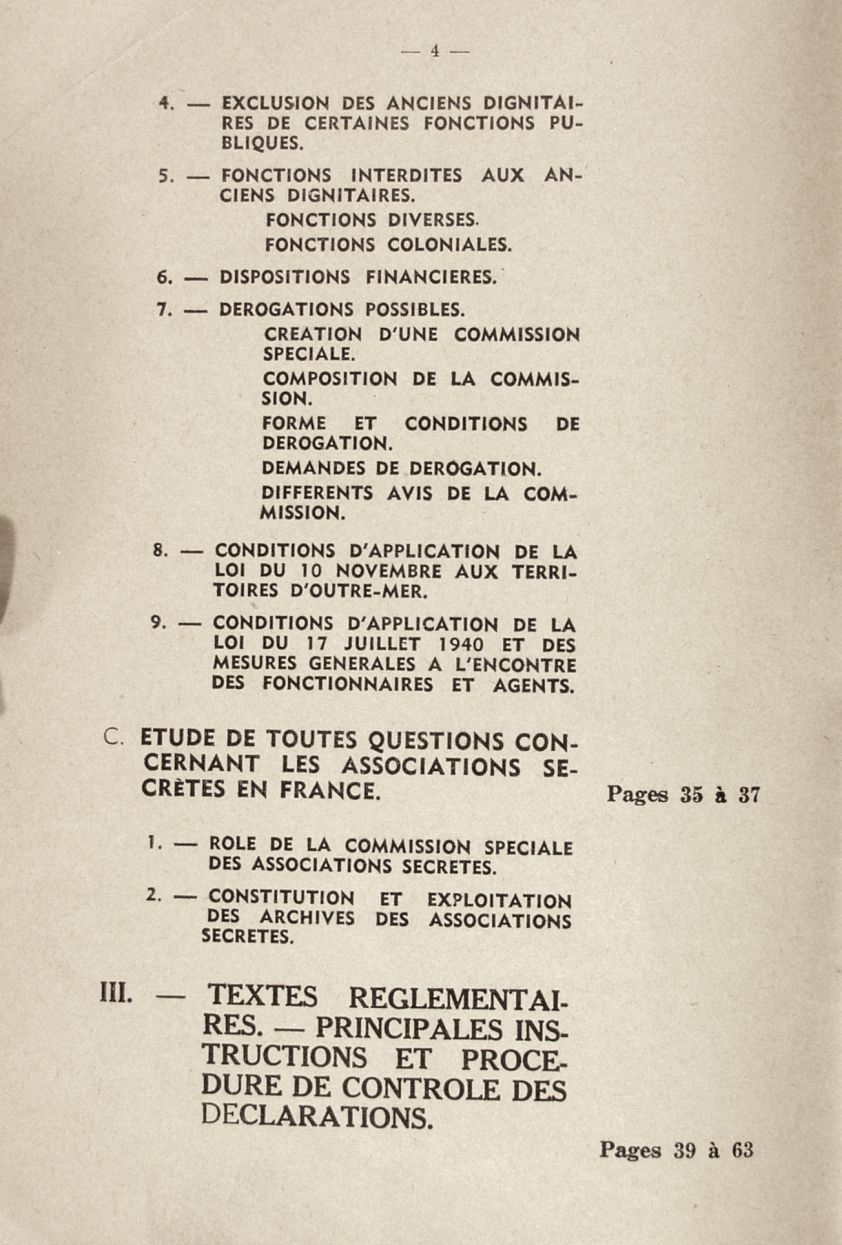 — 4 —
4. — EXCLUSION DES ANCIENS DIGNITAI-
RES DE CERTAINES FONCTIONS PU-
BLIQUES.
5. — FONCTIONS INTERDITES AUX AN-
CIENS DIGNITAIRES.
FONCTIONS DIVERSES.
FONCTIONS COLONIALES.
6. — DISPOSITIONS FINANCIERES.
7. — DEROGATIONS POSSIBLES.
CREATION D'UNE COMMISSION
SPECIALE.
COMPOSITION DE LA COMMIS-
SION.
FORME ET CONDITIONS DE
DEROGATION.
DEMANDES DE DEROGATION.
DIFFERENTS AVIS DE LA COM-
MISSION.
8. — CONDITIONS D'APPLICATION DE LA
LOI DU 10 NOVEMBRE AUX TERRI-
TOIRES D'OUTRE-MER.
9. — CONDITIONS D'APPLICATION DE LA
LOI DU 17 JUILLET 1940 ET DES
MESURES GENERALES A L'ENCONTRE
DES FONCTIONNAIRES ET AGENTS.
C. ETUDE DE TOUTES QUESTIONS CON-
CERNANT LES ASSOCIATIONS SE-
CRÈTES EN FRANCE.
Pages 35 à 37
1. — ROLE DE LA COMMISSION SPECIALE
DES ASSOCIATIONS SECRETES.
2. — CONSTITUTION ET EXPLOITATION
DES ARCHIVES DES ASSOCIATIONS
SECRETES.
III. — TEXTES REGLEMENTAI-
RES. — PRINCIPALES INS-
TRUCTIONS ET PROCE-
DURE DE CONTROLE DES
DECLARATIONS.
Pages 39 à 63